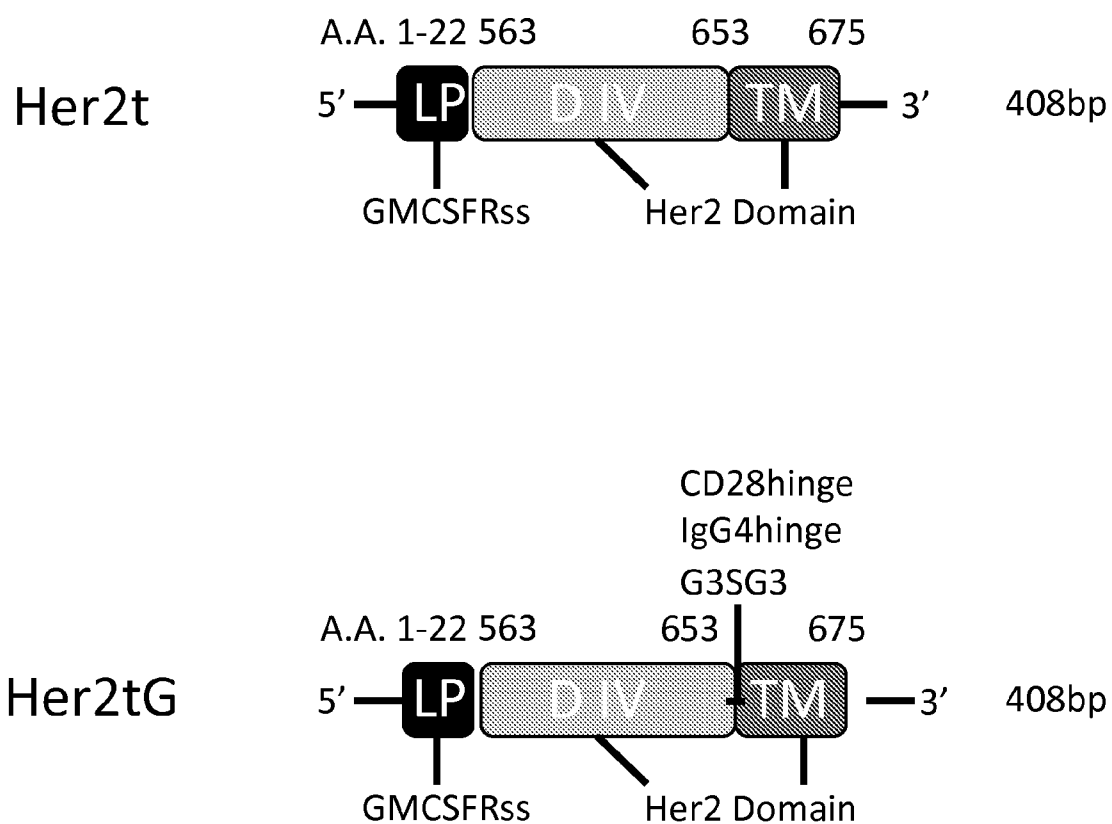 A.A. 1-22 563 653 675
Her2t 5’ LP D IV TM 3’ 408bp
GMCSFRss Her2 Domain
CD28hinge
IgG4hinge
G3SG3
A.A. 1-22 563 653 675
Her2tG 5’ LP D IV TM 3’ 408bp
GMCSFRss Her2 Domain